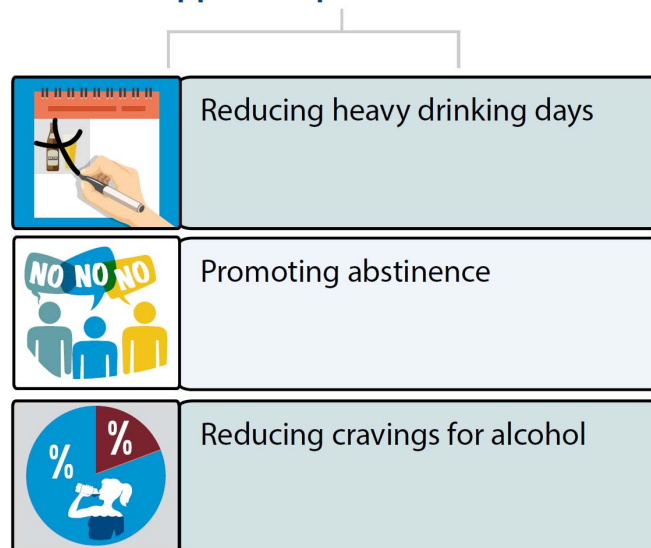 Reducing heavy drinking days
NO NO NO
Promoting abstinence
% %
Reducing cravings for alcohol